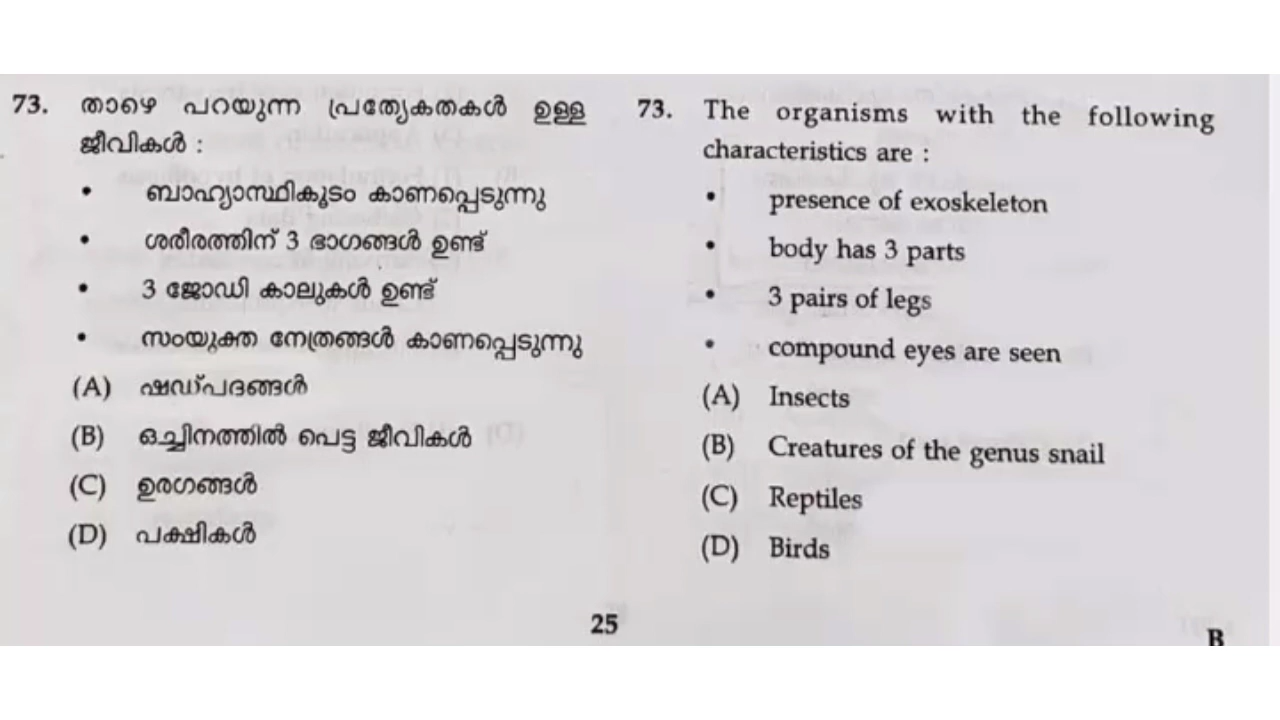 73. താഴെ പറയുന്ന പ്രത്യേകതകൾ ഉള്ള
ജീവികൾ :
• ബാഹ്യാസ്ഥികൂടം കാണപ്പെടുന്നു
• ശരീരത്തിന് 3 ഭാഗങ്ങൾ ഉണ്ട്
• 3 ജോഡി കാലുകൾ ഉണ്ട്
• സംയുക്ത നേത്രങ്ങൾ കാണപ്പെടുന്നു
(A) ഷഡ്പദങ്ങൾ
(B) ഒച്ചിനത്തിൽ പെട്ട ജീവികൾ
(C) ഉരഗങ്ങൾ
(D) പക്ഷികൾ
73. The organisms with the following
characteristics are :
• presence of exoskeleton
• body has 3 parts
• 3 pairs of legs
• compound eyes are seen
(A) Insects
(B) Creatures of the genus snail
(C) Reptiles
(D) Birds
25
B